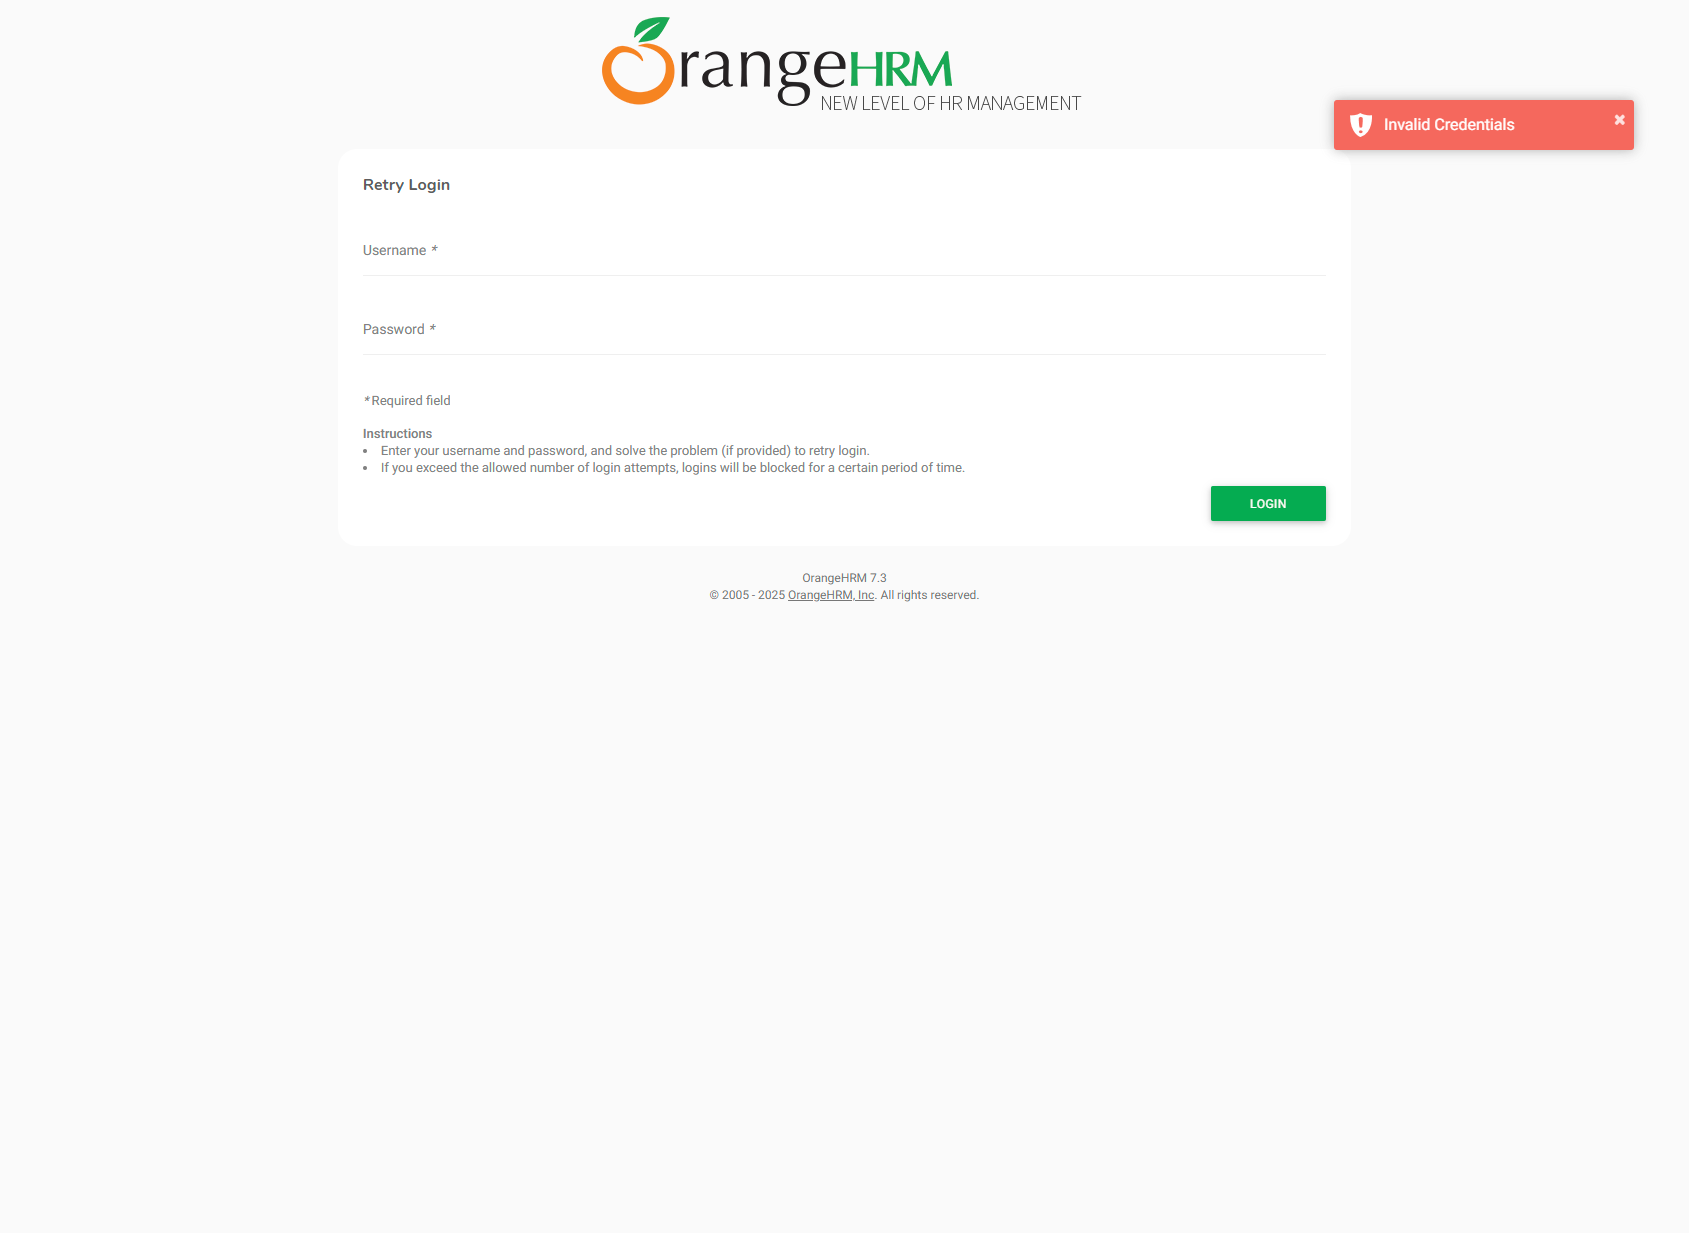 OrangeHRM
NEW LEVEL OF HR MANAGEMENT
Invalid Credentials
Retry Login
Username *
Password *
* Required field
Instructions
• Enter your username and password, and solve the problem (if provided) to retry login.
• If you exceed the allowed number of login attempts, logins will be blocked for a certain period of time.
LOGIN
OrangeHRM 7.3
© 2005 - 2025 OrangeHRM, Inc. All rights reserved.